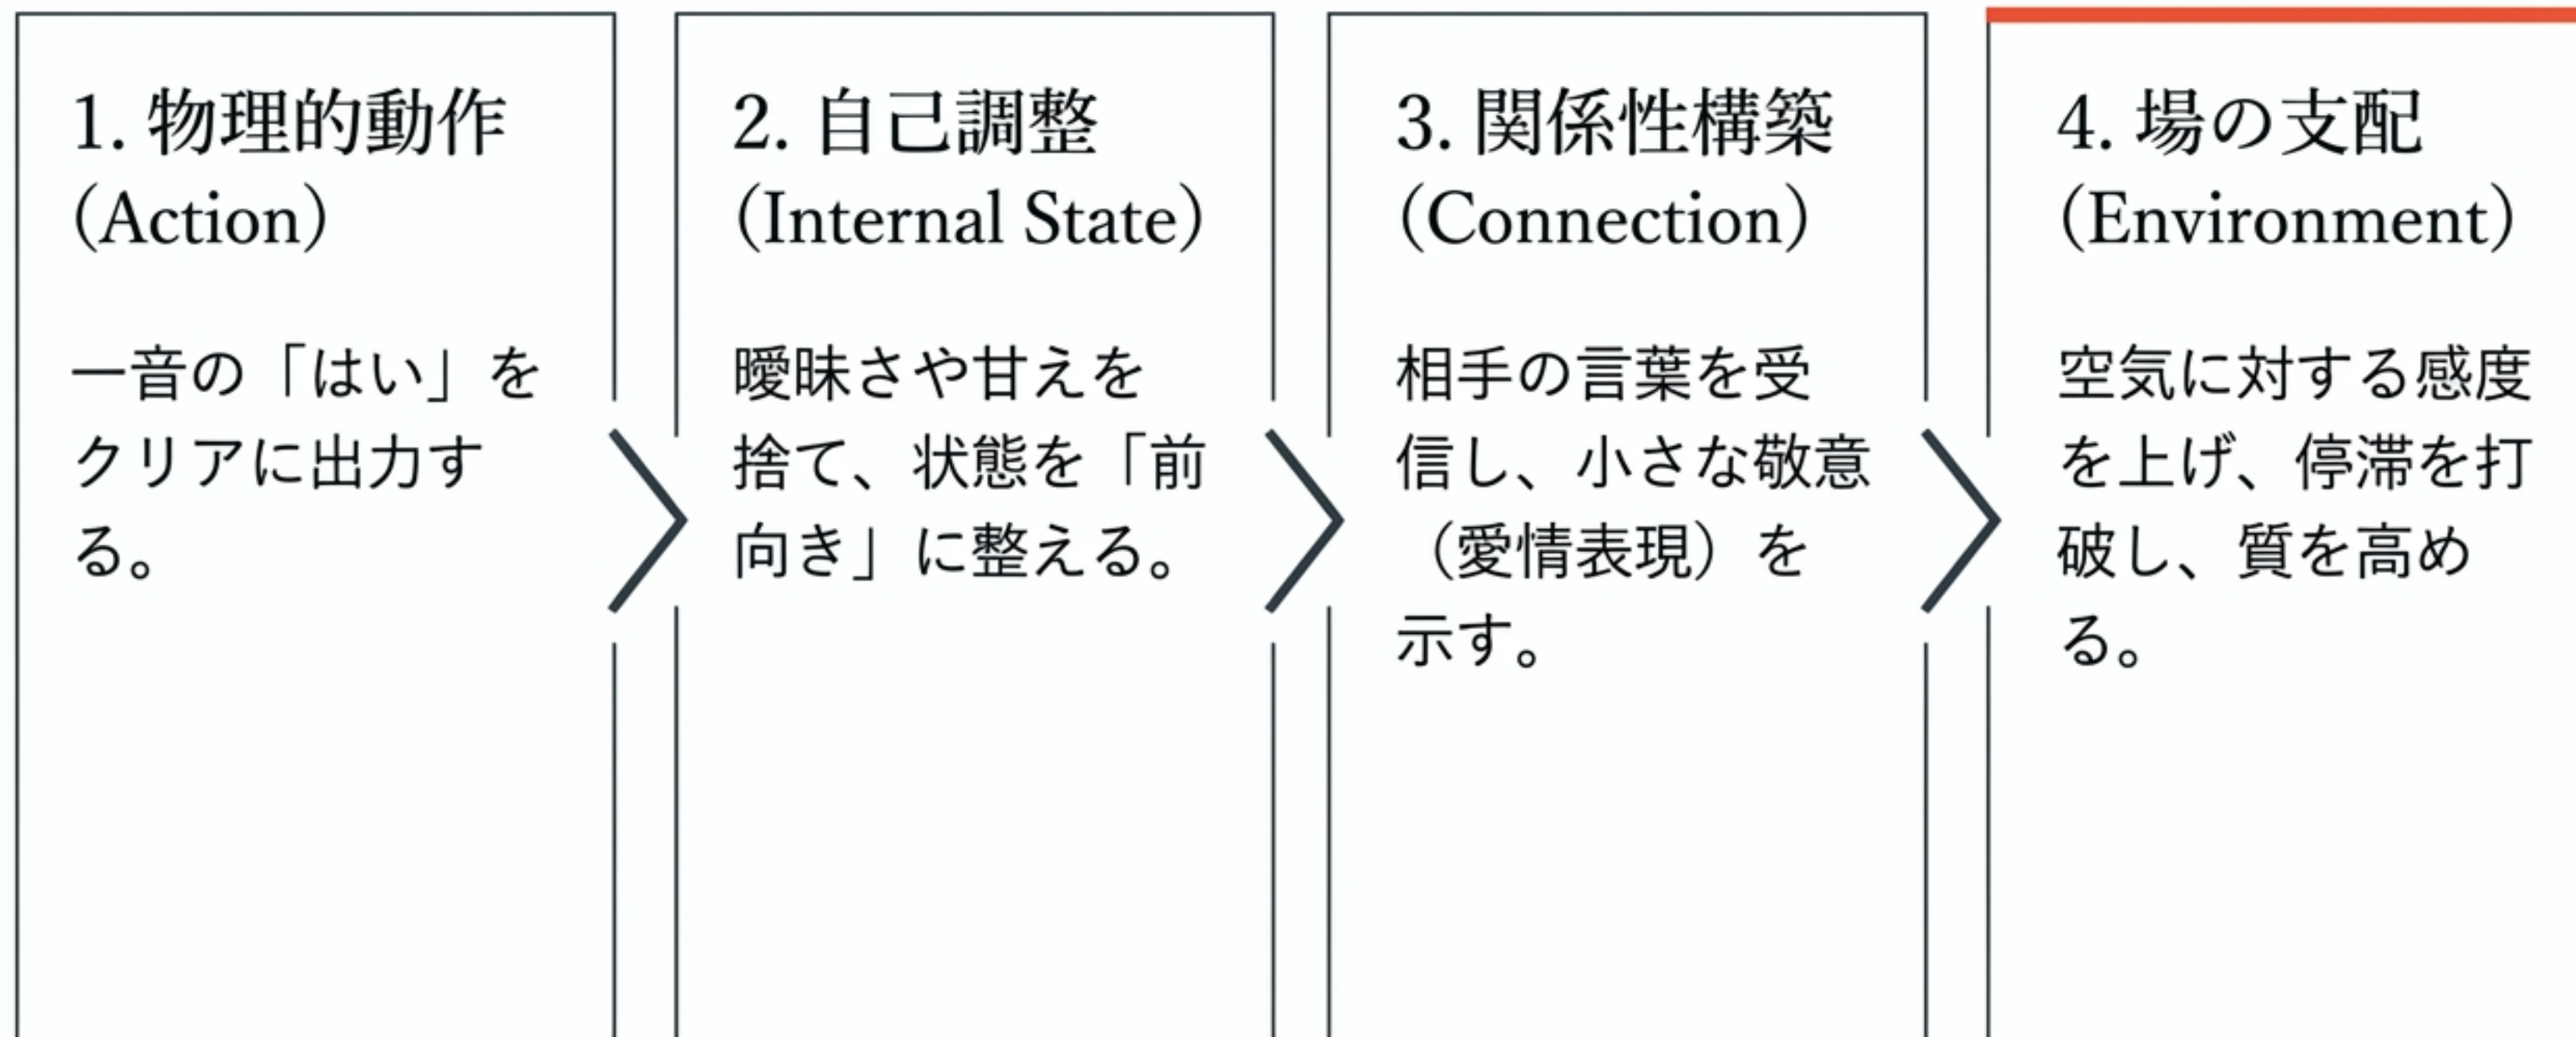 1. 物理的動作
（Action）
一音の「はい」を
クリアに出力す
る。
2. 自己調整
（Internal State）
曖昧さや甘えを
捨て、状態を「前
向き」に整える。
3. 関係性構築
（Connection）
相手の言葉を受
信し、小さな敬意
（愛情表現）を
示す。
4. 場の支配
（Environment）
空気に対する感度
を上げ、停滞を打
破し、質を高め
る。